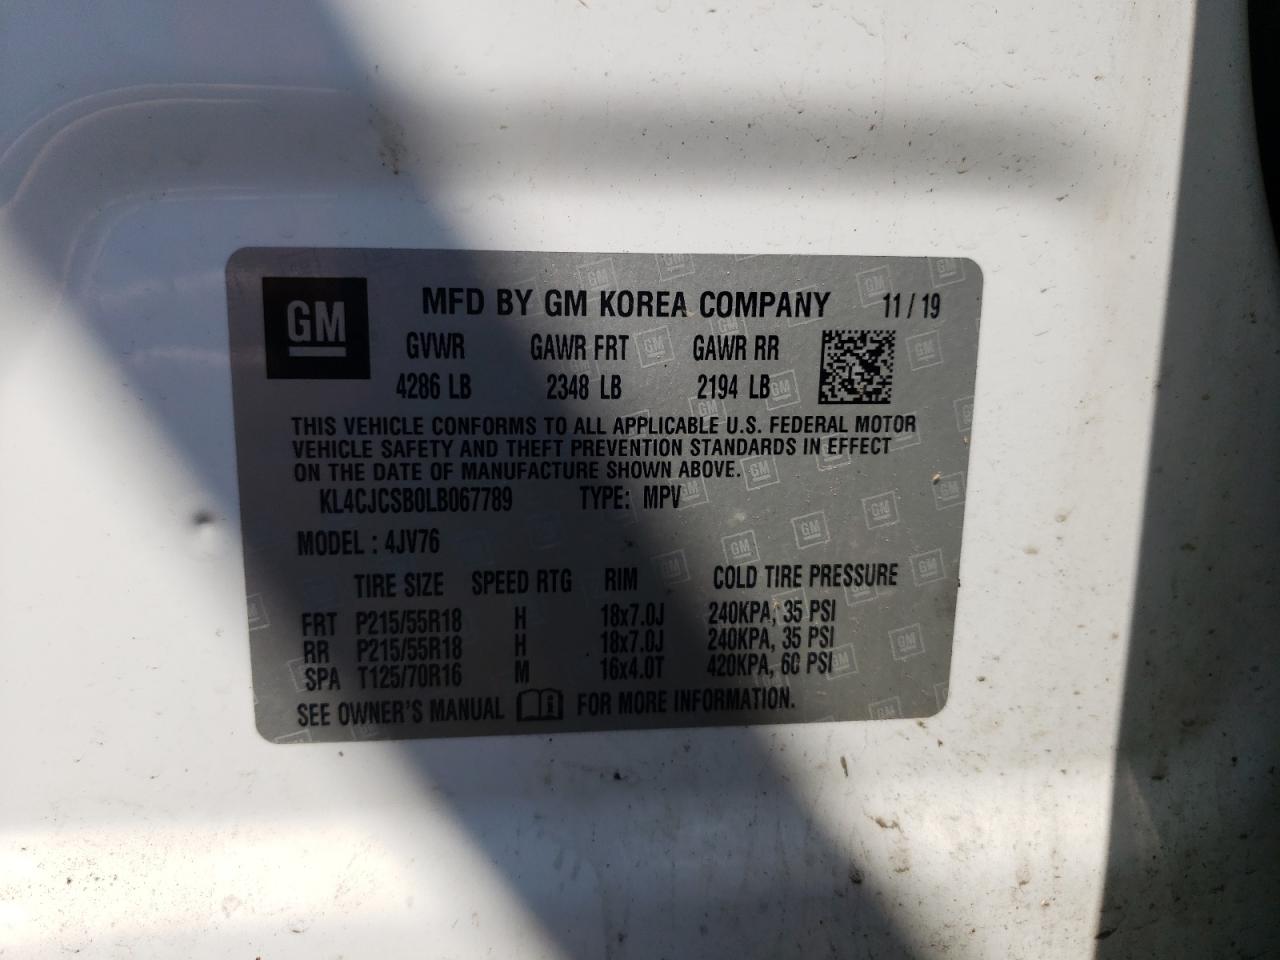 GM MFD BY GM KOREA COMPANY 11 / 19
GVWR GAWR FRT GAWR RR
4286 LB 2348 LB 2194 LB
THIS VEHICLE CONFORMS TO ALL APPLICABLE U.S. FEDERAL MOTOR
VEHICLE SAFETY AND THEFT PREVENTION STANDARDS IN EFFECT
ON THE DATE OF MANUFACTURE SHOWN ABOVE.
KL4CJCSB0LB067789 TYPE: MPV
MODEL : 4JV76
TIRE SIZE SPEED RTG RIM COLD TIRE PRESSURE
FRT P215/55R18 H 18x7.0J 240KPA, 35 PSI
RR P215/55R18 H 18x7.0J 240KPA, 35 PSI
SPA T125/70R16 M 16x4.0T 420KPA, 60 PSI
SEE OWNER'S MANUAL FOR MORE INFORMATION.